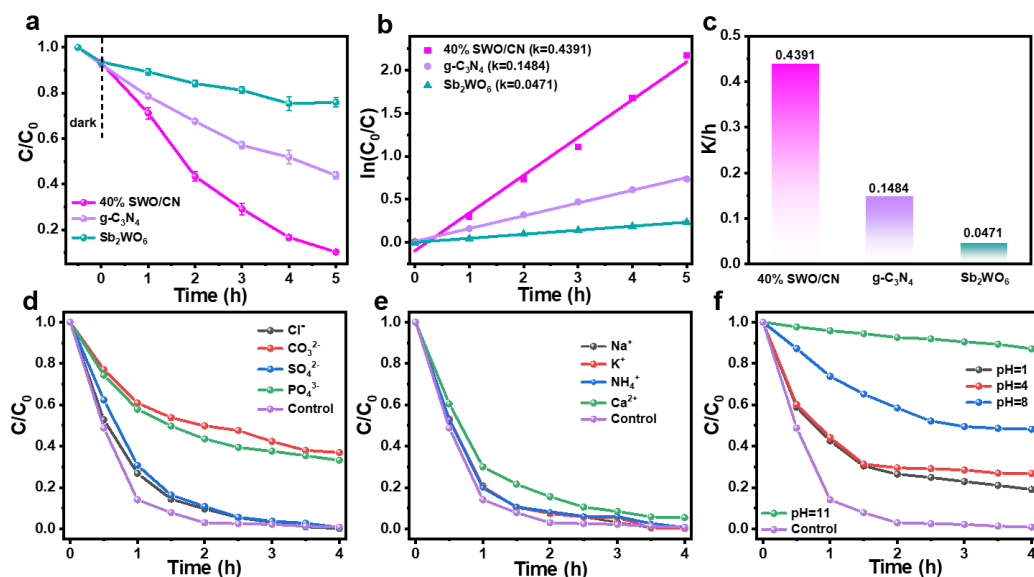 a
C/C₀
1.0
0.8
0.6
0.4
0.2
dark
40% SWO/CN
g-C₃N₄
Sb₂WO₆
0
1
2
3
4
5
Time (h)
b
ln(C₀/C)
2.0
1.5
1.0
0.5
0.0
40% SWO/CN (k=0.4391)
g-C₃N₄ (k=0.1484)
Sb₂WO₆ (k=0.0471)
0
1
2
3
4
5
Time (h)
c
K/h
0.5
0.4
0.3
0.2
0.1
0.0
0.4391
0.1484
0.0471
40% SWO/CN
g-C₃N₄
Sb₂WO₆
d
C/C₀
1.0
0.8
0.6
0.4
0.2
0.0
Cl⁻
CO₃²⁻
SO₄²⁻
PO₄³⁻
Control
0
1
2
3
4
Time (h)
e
C/C₀
1.0
0.8
0.6
0.4
0.2
0.0
Na⁺
K⁺
NH₄⁺
Ca²⁺
Control
0
1
2
3
4
Time (h)
f
C/C₀
1.0
0.8
0.6
0.4
0.2
0.0
pH=1
pH=4
pH=8
pH=11
Control
0
1
2
3
4
Time (h)